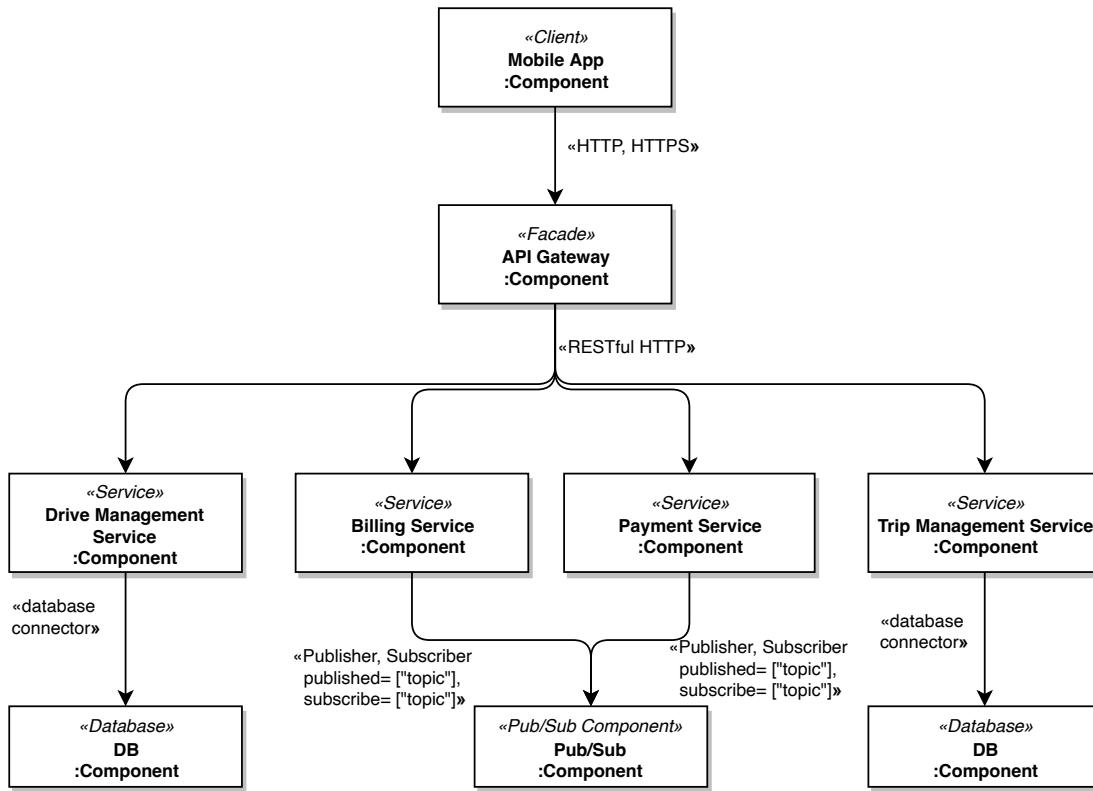 «Client»
Mobile App
:Component
«HTTP, HTTPS»
«Facade»
API Gateway
:Component
«RESTful HTTP»
«Service»
Drive Management
Service
:Component
«Service»
Billing Service
:Component
«Service»
Payment Service
:Component
«Service»
Trip Management Service
:Component
«database
connector»
«Publisher, Subscriber
published= ["topic"],
subscribe= ["topic"]»
«Publisher, Subscriber
published= ["topic"],
subscribe= ["topic"]»
«database
connector»
«Database»
DB
:Component
«Pub/Sub Component»
Pub/Sub
:Component
«Database»
DB
:Component